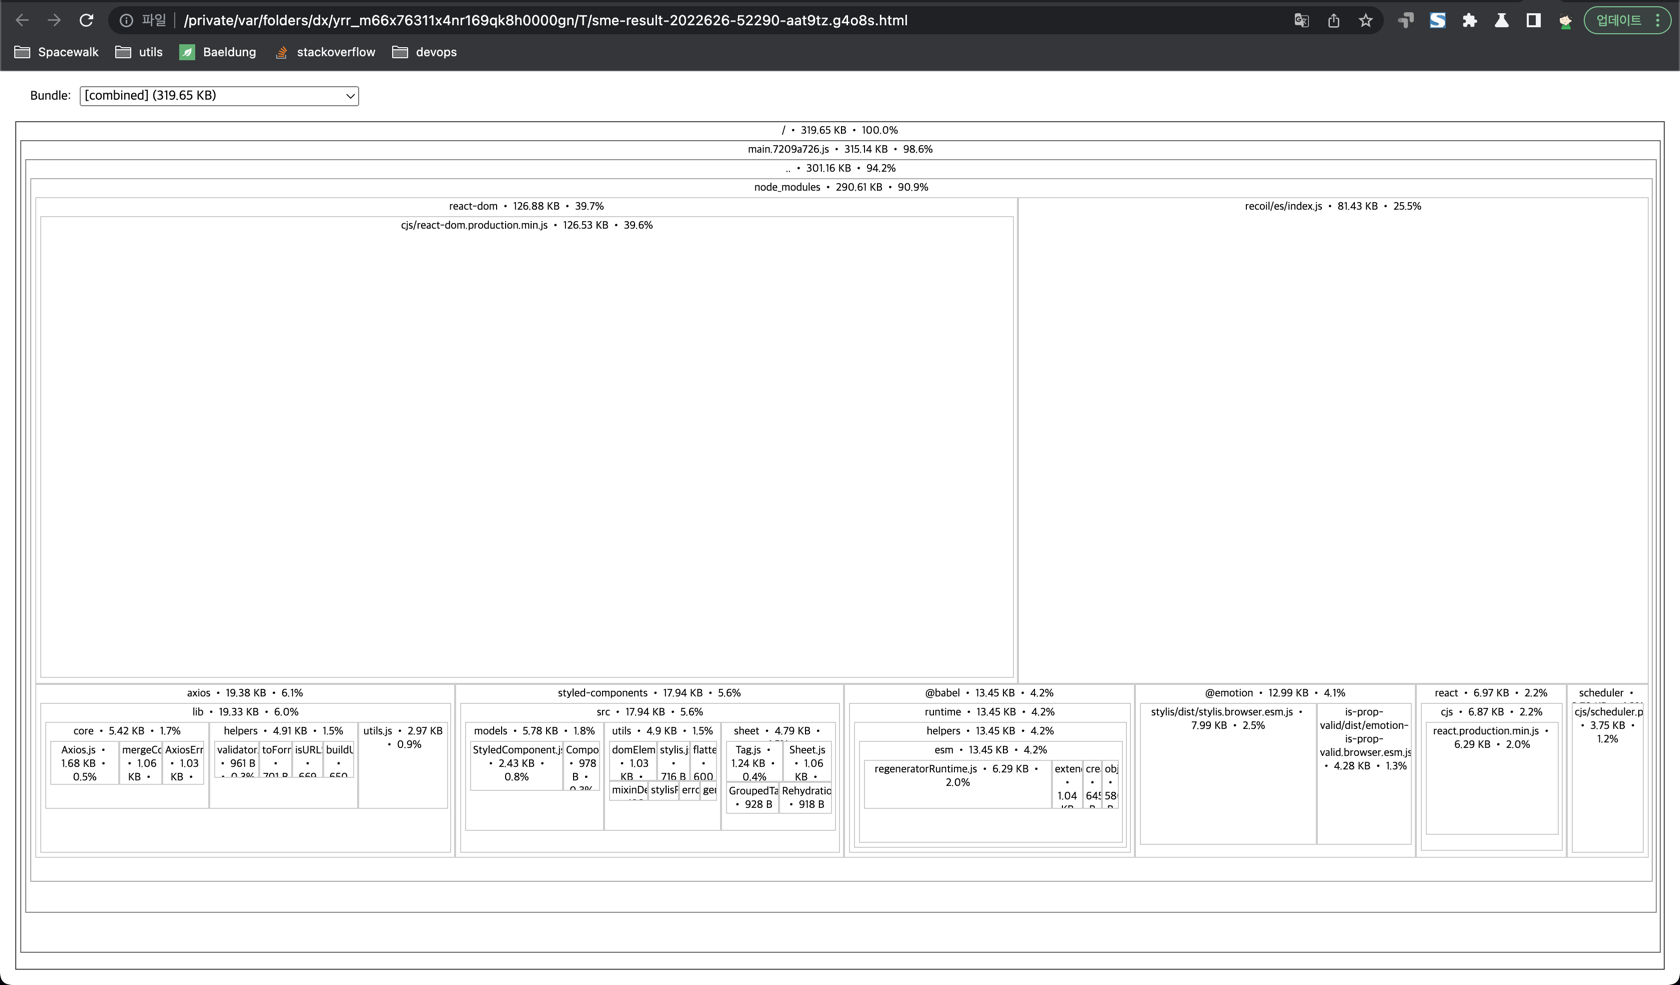 파일 /private/var/folders/dx/yrr_m66x76311x4nr169qk8h0000gn/T/sme-result-2022626-52290-aat9tz.g4o8s.html
업데이트
Spacewalk utils Baeldung stackoverflow devops
Bundle: [combined] (319.65 KB)
/ • 319.65 KB • 100.0%
main.7209a726.js • 315.14 KB • 98.6%
.. • 301.16 KB • 94.2%
node_modules • 290.61 KB • 90.9%
react-dom • 126.88 KB • 39.7%
cjs/react-dom.production.min.js • 126.53 KB • 39.6%
recoil/es/index.js • 81.43 KB • 25.5%
axios • 19.38 KB • 6.1%
lib • 19.33 KB • 6.0%
core • 5.42 KB • 1.7%
Axios.js •
1.68 KB •
0.5%
mergeCo
• 1.06
KB •
AxiosErr
• 1.03
KB •
helpers • 4.91 KB • 1.5%
validator.
• 961 B
• 0.3%
toForr
•
701 B
isURL
•
669
buildU
•
650
utils.js • 2.97 KB
• 0.9%
styled-components • 17.94 KB • 5.6%
src • 17.94 KB • 5.6%
models • 5.78 KB • 1.8%
StyledComponent.js
• 2.43 KB •
0.8%
Compo
• 978
B •
0.3%
utils • 4.9 KB • 1.5%
domElem
• 1.03
KB •
stylis.j
•
716 B
flatte
•
600
mixinDe
stylisF
erro
ger
sheet • 4.79 KB •
Tag.js •
1.24 KB •
0.4%
Sheet.js
• 1.06
KB •
GroupedTa
• 928 B
Rehydratio
• 918 B
@babel • 13.45 KB • 4.2%
runtime • 13.45 KB • 4.2%
helpers • 13.45 KB • 4.2%
esm • 13.45 KB • 4.2%
regeneratorRuntime.js • 6.29 KB •
2.0%
exten
•
1.04
KB
cre
•
645
B
obj
•
58
B
@emotion • 12.99 KB • 4.1%
stylis/dist/stylis.browser.esm.js •
7.99 KB • 2.5%
is-prop-
valid/dist/emotion-
is-prop-
valid.browser.esm.js
• 4.28 KB • 1.3%
react • 6.97 KB • 2.2%
cjs • 6.87 KB • 2.2%
react.production.min.js •
6.29 KB • 2.0%
scheduler •
cjs/scheduler.p
• 3.75 KB •
1.2%